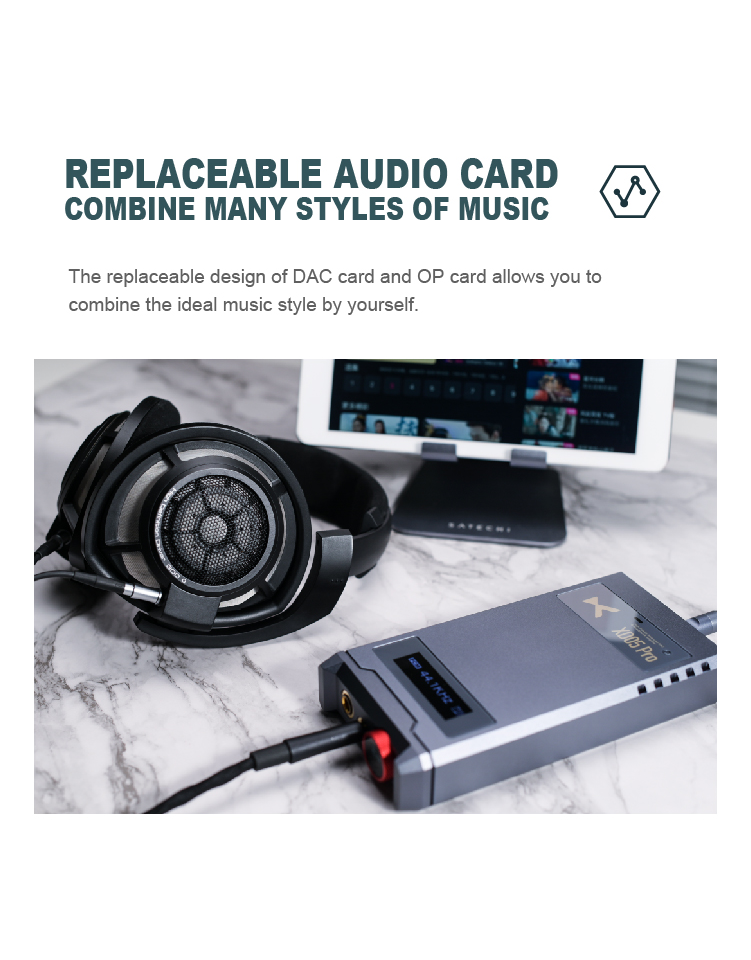 REPLACEABLE AUDIO CARD
COMBINE MANY STYLES OF MUSIC
The replaceable design of DAC card and OP card allows you to
combine the ideal music style by yourself.
SATECHI
XD05 Pro
44.1KHZ